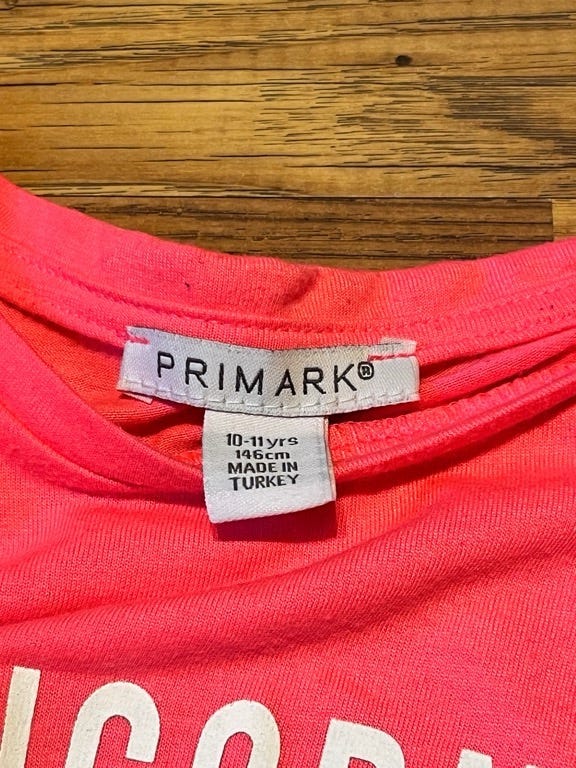 PRIMARK®
10-11yrs
146cm
MADE IN
TURKEY